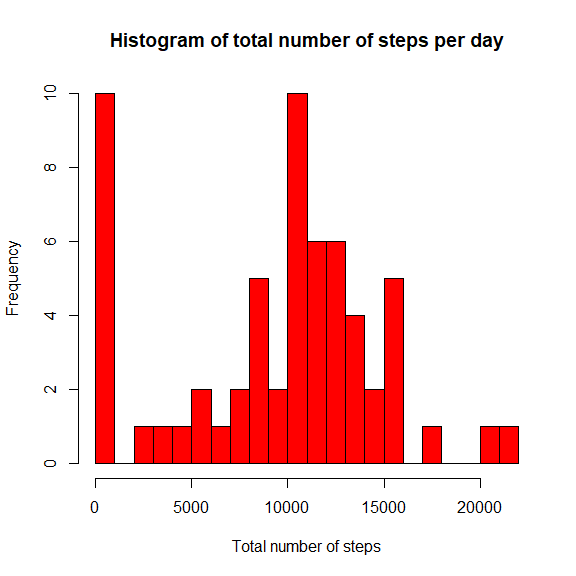 Histogram of total number of steps per day
Frequency
10
8
6
4
2
0
0 5000 10000 15000 20000
Total number of steps